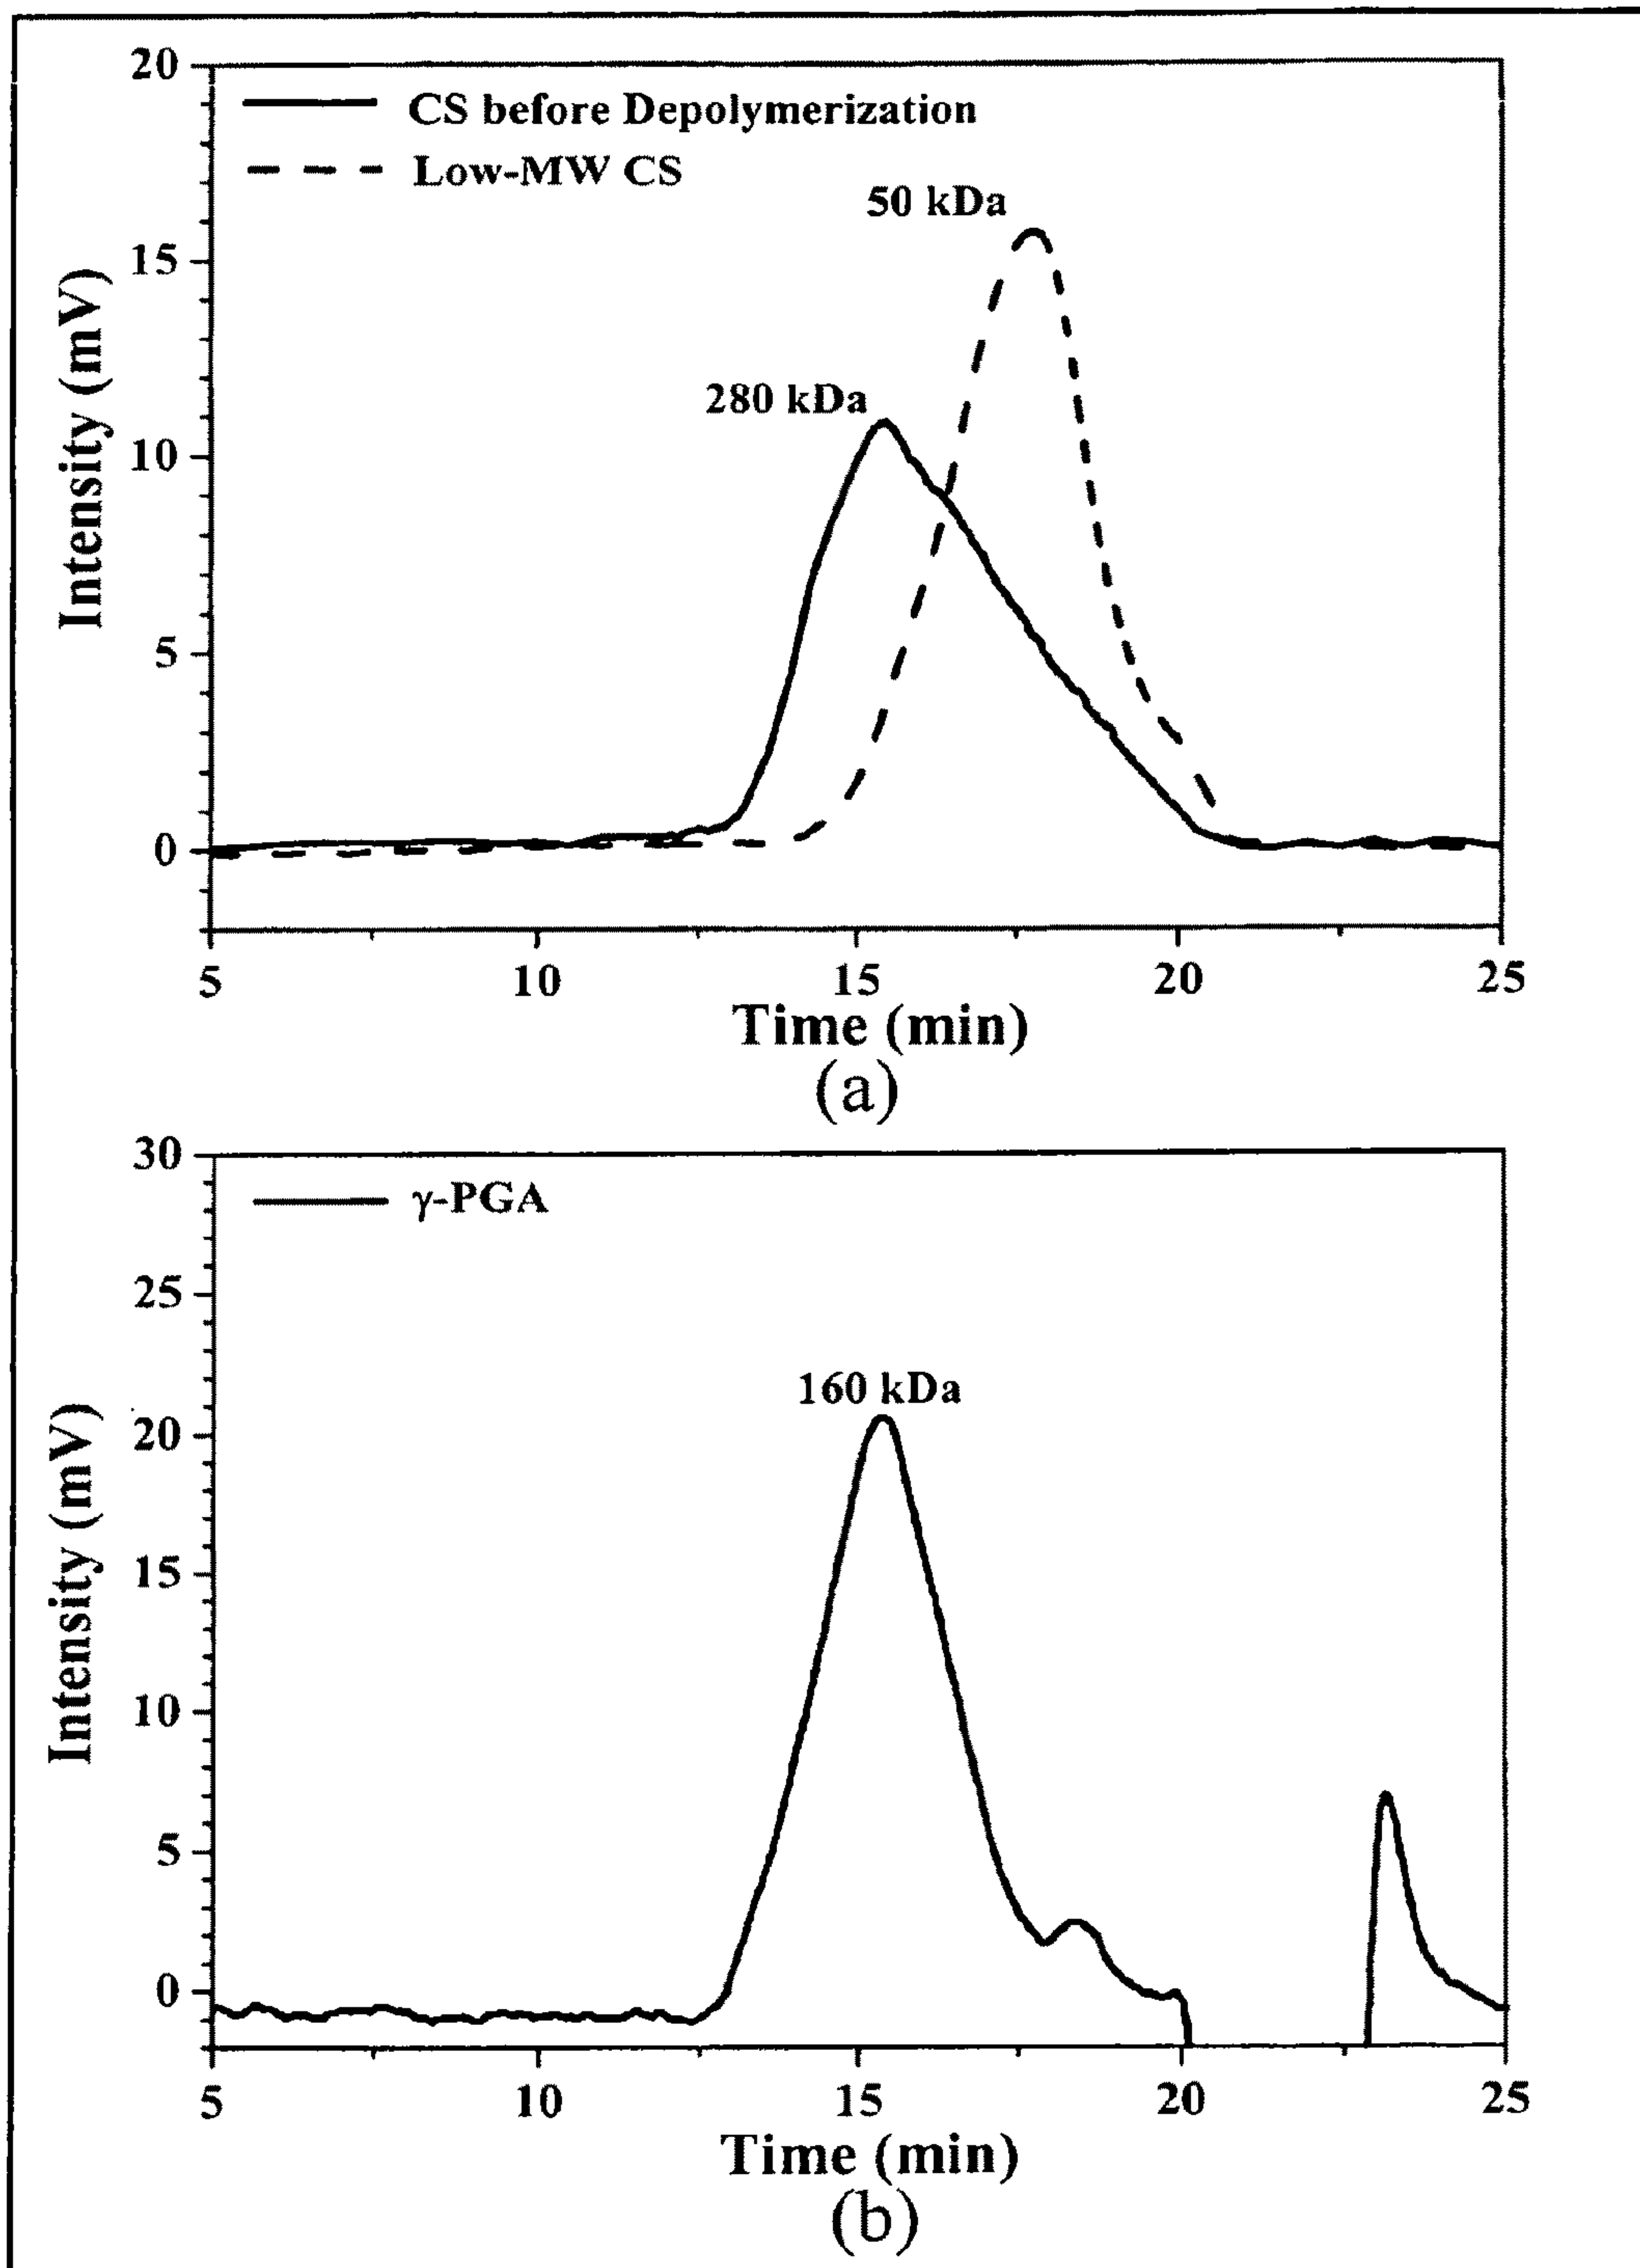 20
CS before Depolymerization
Low-MW CS
50 kDa
15
280 kDa
10
5
0
Intensity (mV)
5 10 15 20 25
Time (min)
(a)
30
γ-PGA
25
160 kDa
20
15
10
5
0
Intensity (mV)
5 10 15 20 25
Time (min)
(b)